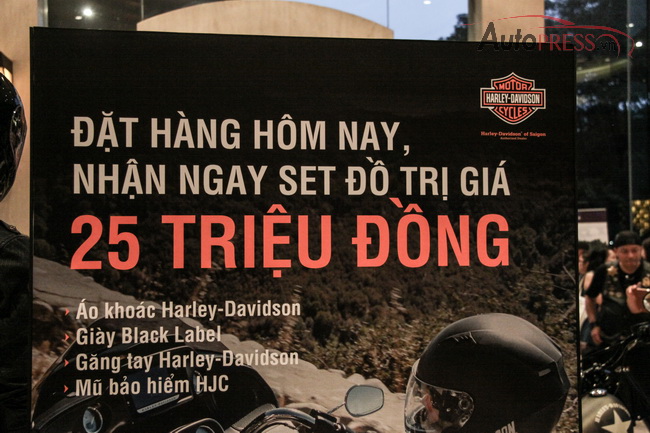 AutoPRESS.vn
MOTOR
HARLEY-DAVIDSON
CYCLES
Harley-Davidson® of Saigon
ĐẶT HÀNG HÔM NAY,
NHẬN NGAY SET ĐỒ TRỊ GIÁ
25 TRIỆU ĐỒNG
› Áo khoác Harley-Davidson
› Giày Black Label
› Găng tay Harley-Davidson
› Mũ bảo hiểm HJC